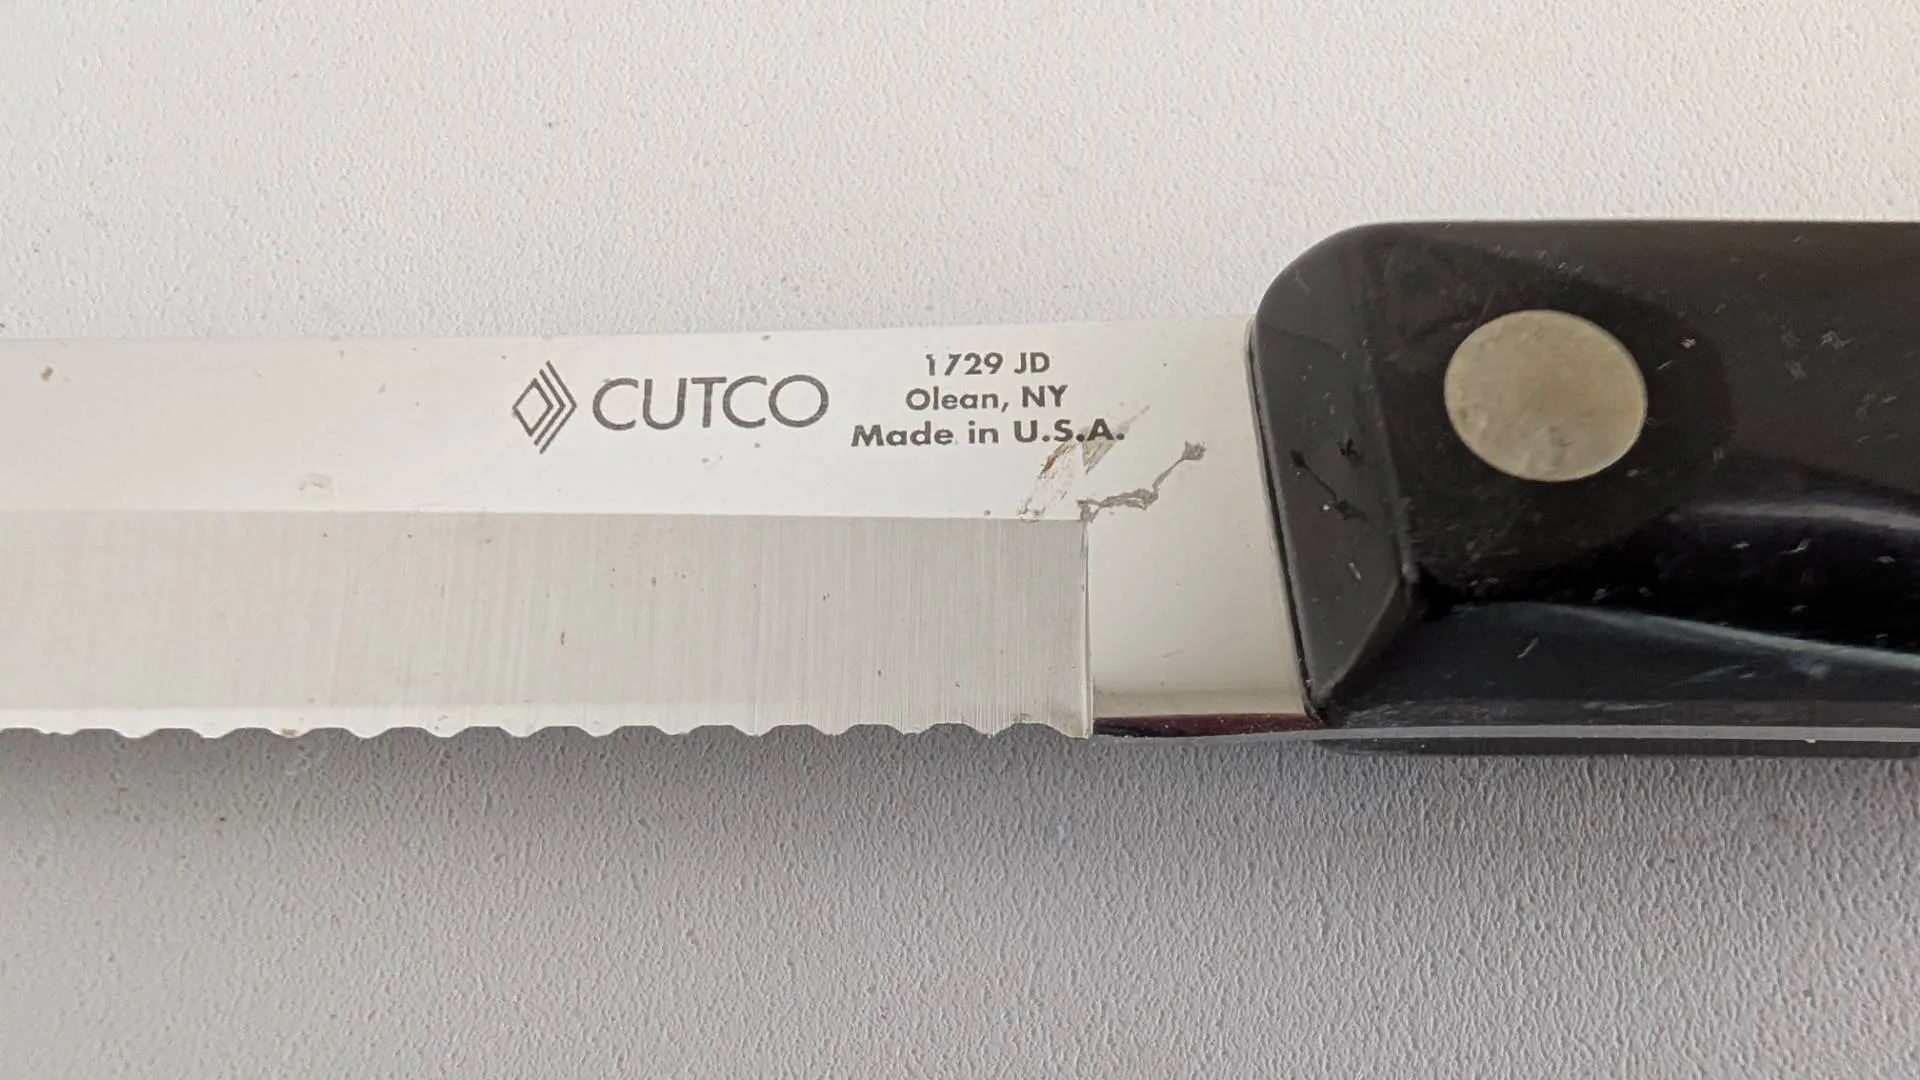 CUTCO
1729 JD
Olean, NY
Made in U.S.A.